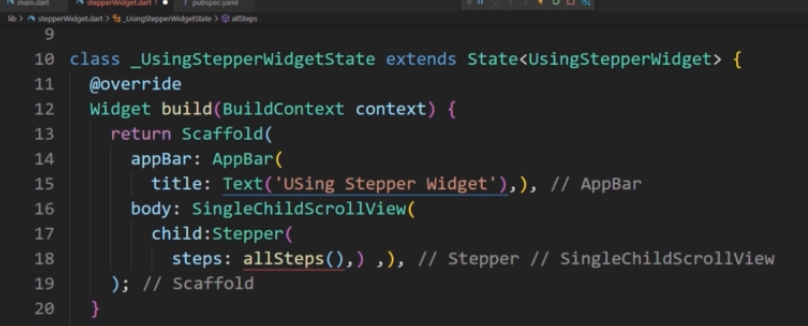 main.dart stepperWidget.dart 1 pubspec.yaml
lib > stepperWidget.dart > _UsingStepperWidgetState > allSteps
9
10 class _UsingStepperWidgetState extends State<UsingStepperWidget> {
11 @override
12 Widget build(BuildContext context) {
13 return Scaffold(
14 appBar: AppBar(
15 title: Text('USing Stepper Widget'),), // AppBar
16 body: SingleChildScrollView(
17 child:Stepper(
18 steps: allSteps(),) ,), // Stepper // SingleChildScrollView
19 ); // Scaffold
20 }